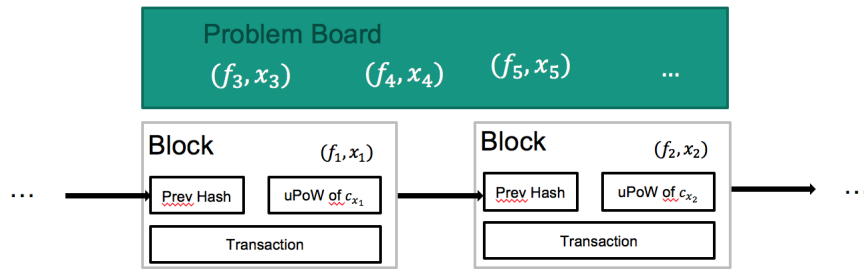 Problem Board
(f₃,x₃) (f₄,x₄) (f₅,x₅) ...
Block (f₁,x₁) Block (f₂,x₂)
... Prev Hash uPoW of cₓ₁ Prev Hash uPoW of cₓ₂ ..
Transaction Transaction